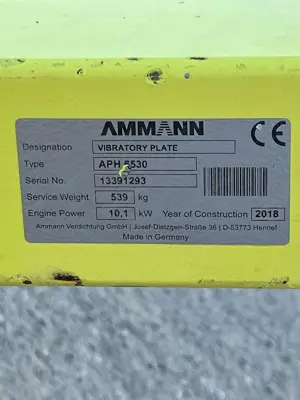 AMMANN CE
Designation VIBRATORY PLATE
Type APH 6530
Serial No. 13391293
Service Weight 539 kg
Engine Power 10,1 kW Year of Construction 2018
Ammann Verdichtung GmbH | Josef-Dietzgen-Straße 36 | D-53773 Hennef
Made in Germany